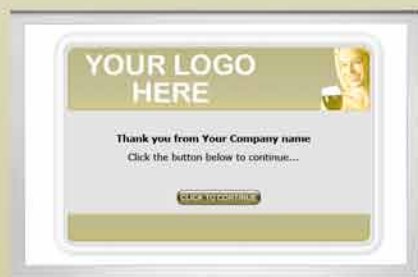 YOUR LOGO
HERE
Thank you from Your Company name
Click the button below to continue...
CLICK TO CONTINUE